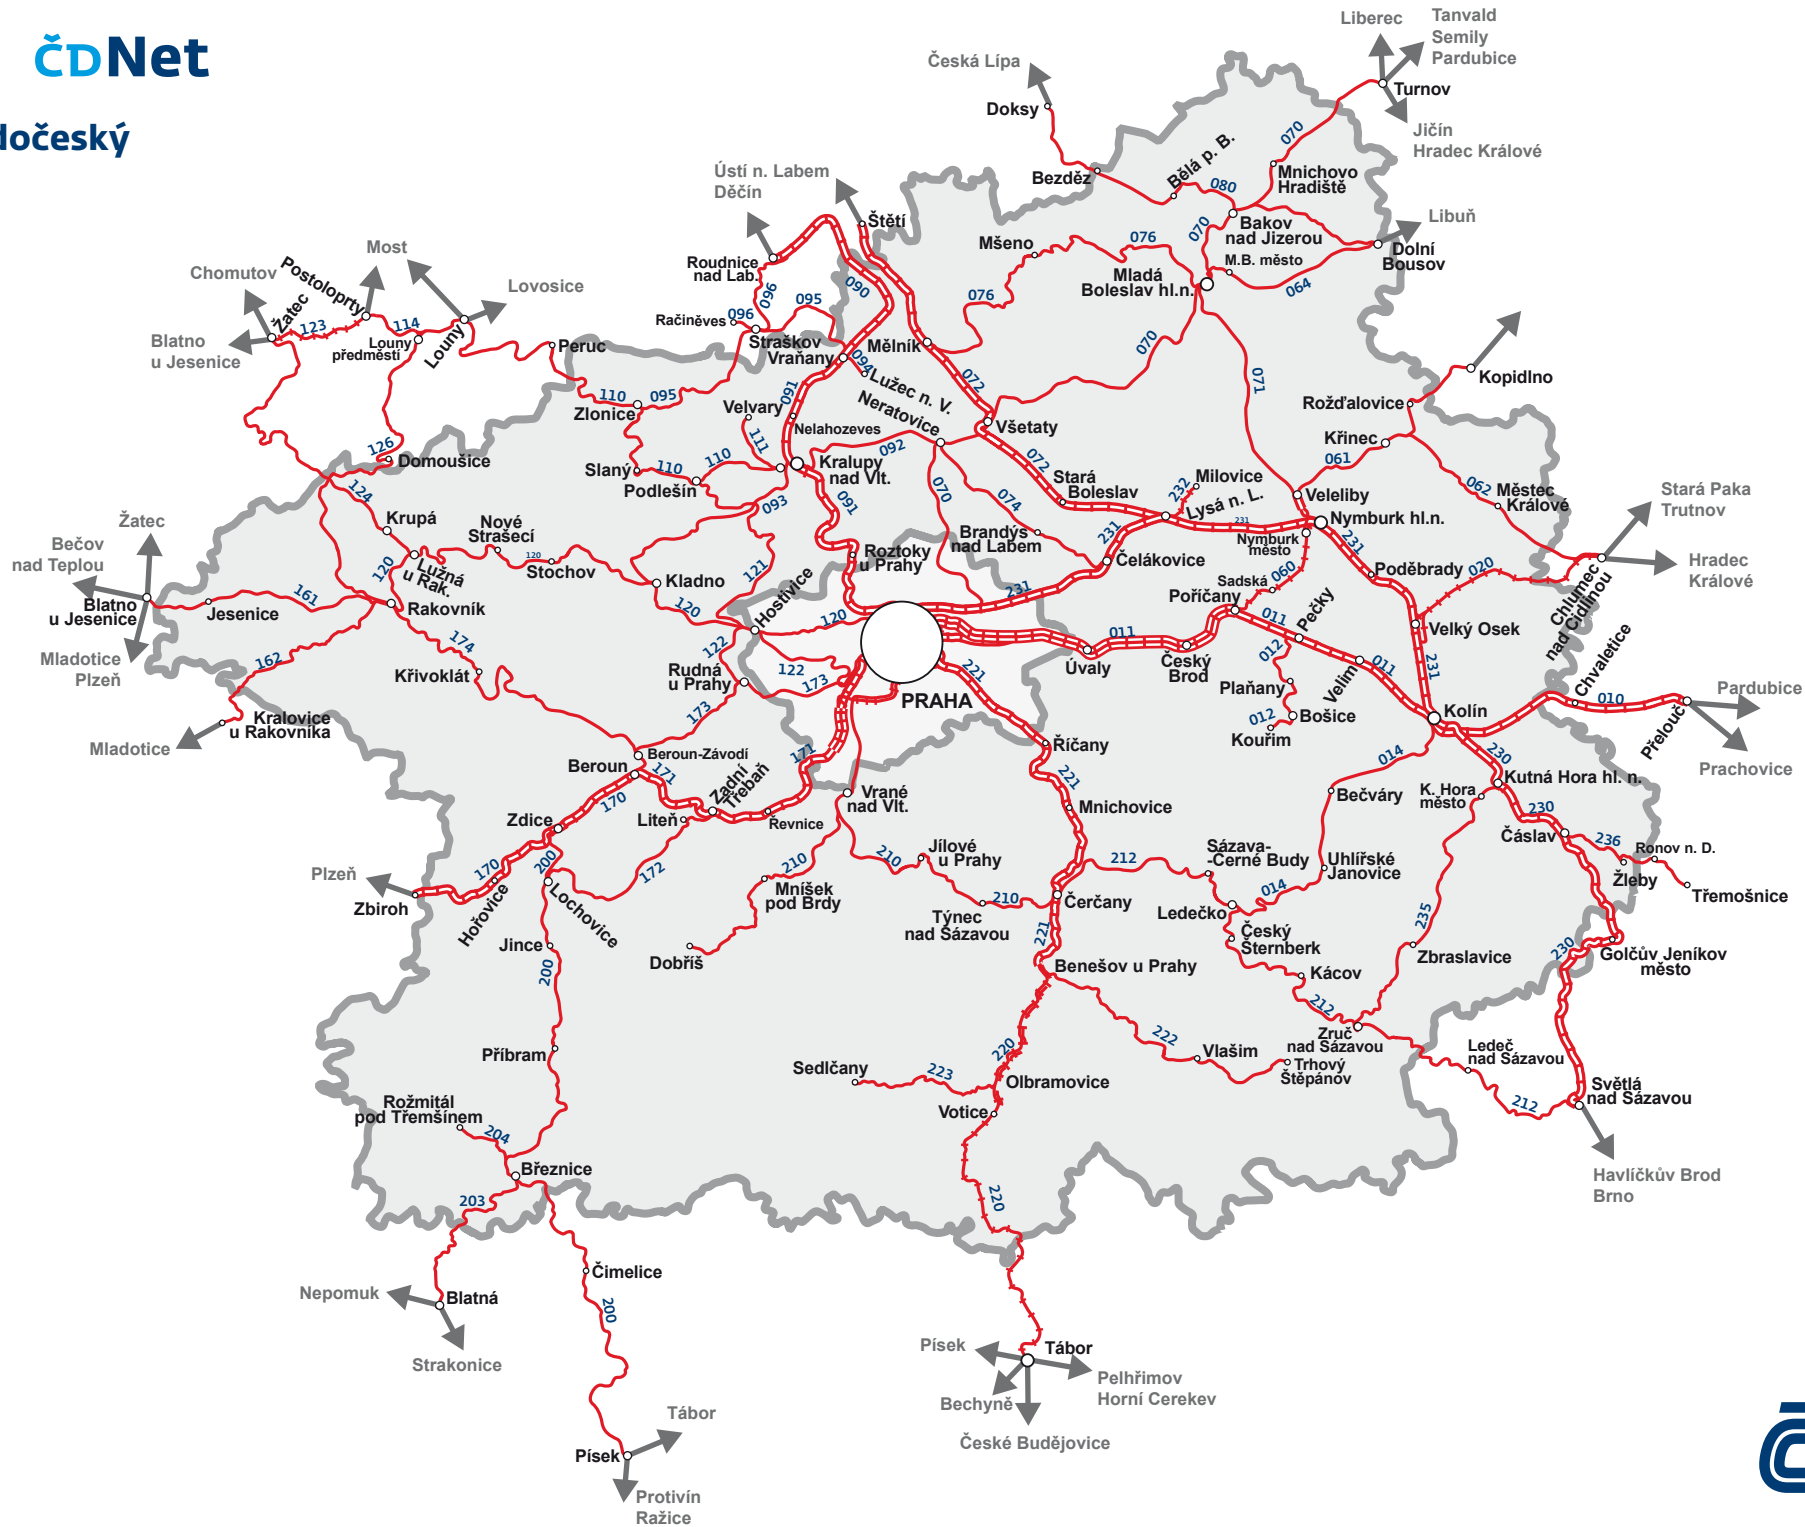 ČDNet
dočeský
Liberec
Tanvald
Semily
Pardubice
Turnov
Jičín
Hradec Králové
Česká Lípa
Doksy
Bezděz
Bělá p. B.
080
070
Mnichovo
Hradiště
Bakov
nad Jizerou
070
M.B. město
Libuň
Dolní
Bousov
064
Mladá
Boleslav hl.n.
Mšeno
076
076
Ústí n. Labem
Děčín
Štětí
Roudnice
nad Lab.
096
095
090
Račiněves
096
Straškov
Vraňany
Mělník
094
Lužec n. V.
072
070
071
Most
Chomutov
Postoloprty
Lovosice
Žatec
123
114
Blatno
u Jesenice
Louny
předměstí
Louny
Peruc
110
095
Zlonice
Velvary
111
091
Nelahozeves
Neratovice
092
Všetaty
Kralupy
nad Vlt.
Slaný
110
110
Podlešín
093
091
070
072
074
Stará
Boleslav
Brandýs
nad Labem
Milovice
232
Lysá n. L.
231
231
Čelákovice
Roztoky
u Prahy
Kopidlno
Rožďalovice
Křinec
061
062
Městec
Králové
Veleliby
Nymburk hl.n.
Nymburk
město
231
Poděbrady
020
Stará Paka
Trutnov
Hradec
Králové
Chlumec
nad Cidlinou
126
Domoušice
124
Krupá
Nové
Strašecí
120
Stochov
Lužná
u Rak.
120
Rakovník
Kladno
120
121
Hostivice
120
Žatec
Bečov
nad Teplou
Blatno
u Jesenice
Mladotice
Plzeň
161
Jesenice
162
174
Křivoklát
Kralovice
u Rakovníka
Mladotice
122
122
Rudná
u Prahy
173
173
PRAHA
231
011
Úvaly
Český
Brod
Sadská
060
Poříčany
011
Pečky
012
Plaňany
Bošice
012
Kouřim
Velim
011
Velký Osek
231
Kolín
Chvaletice
010
Přelouč
Pardubice
Prachovice
221
Říčany
221
Mnichovice
Beroun-Závodí
Beroun
171
171
Zadní
Třebaň
Řevnice
Liteň
170
Zdice
170
200
Hořovice
Plzeň
Zbiroh
172
Lochovice
Jince
200
Vrané
nad Vlt.
210
Mníšek
pod Brdy
Dobříš
210
Jílové
u Prahy
210
Týnec
nad Sázavou
Čerčany
221
Benešov u Prahy
212
Sázava-
-Černé Budy
Ledečko
014
Uhlířské
Janovice
Bečváry
014
Český
Šternberk
Kácov
212
Zruč
nad Sázavou
235
Zbraslavice
K. Hora
město
230
Kutná Hora hl. n.
230
Čáslav
236
Ronov n. D.
Žleby
Třemošnice
Golčův Jeníkov
město
230
Ledeč
nad Sázavou
212
Světlá
nad Sázavou
Havlíčkův Brod
Brno
222
Vlašim
Trhový
Štěpánov
220
Olbramovice
223
Sedlčany
Votice
220
Příbram
Rožmitál
pod Třemšínem
204
Březnice
203
Nepomuk
Blatná
Strakonice
Čimelice
200
Tábor
Písek
Protivín
Ražice
Písek
Tábor
Bechyně
Pelhřimov
Horní Cerekev
České Budějovice